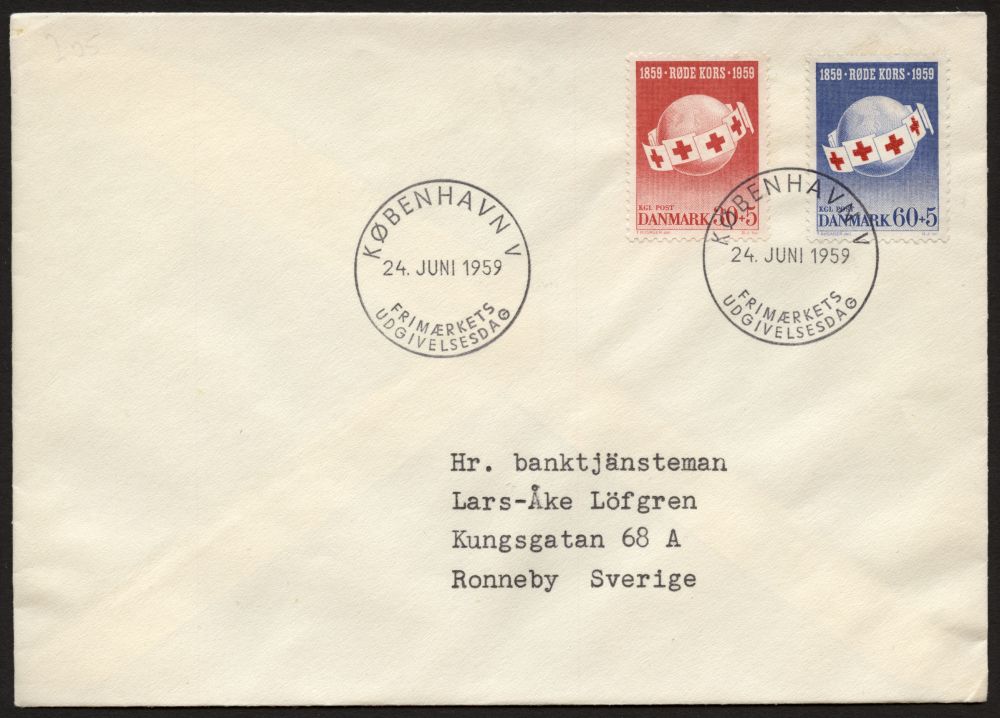 2.25
1859 · RØDE KORS · 1959
KGL. POST
DANMARK 30+5
1859 · RØDE KORS · 1959
KGL. POST
DANMARK 60+5
KØBENHAVN V
24. JUNI 1959
FRIMÆRKETS
UDGIVELSESDAG
KØBENHAVN V
24. JUNI 1959
FRIMÆRKETS
UDGIVELSESDAG
Hr. banktjänsteman
Lars-Åke Löfgren
Kungsgatan 68 A
Ronneby Sverige